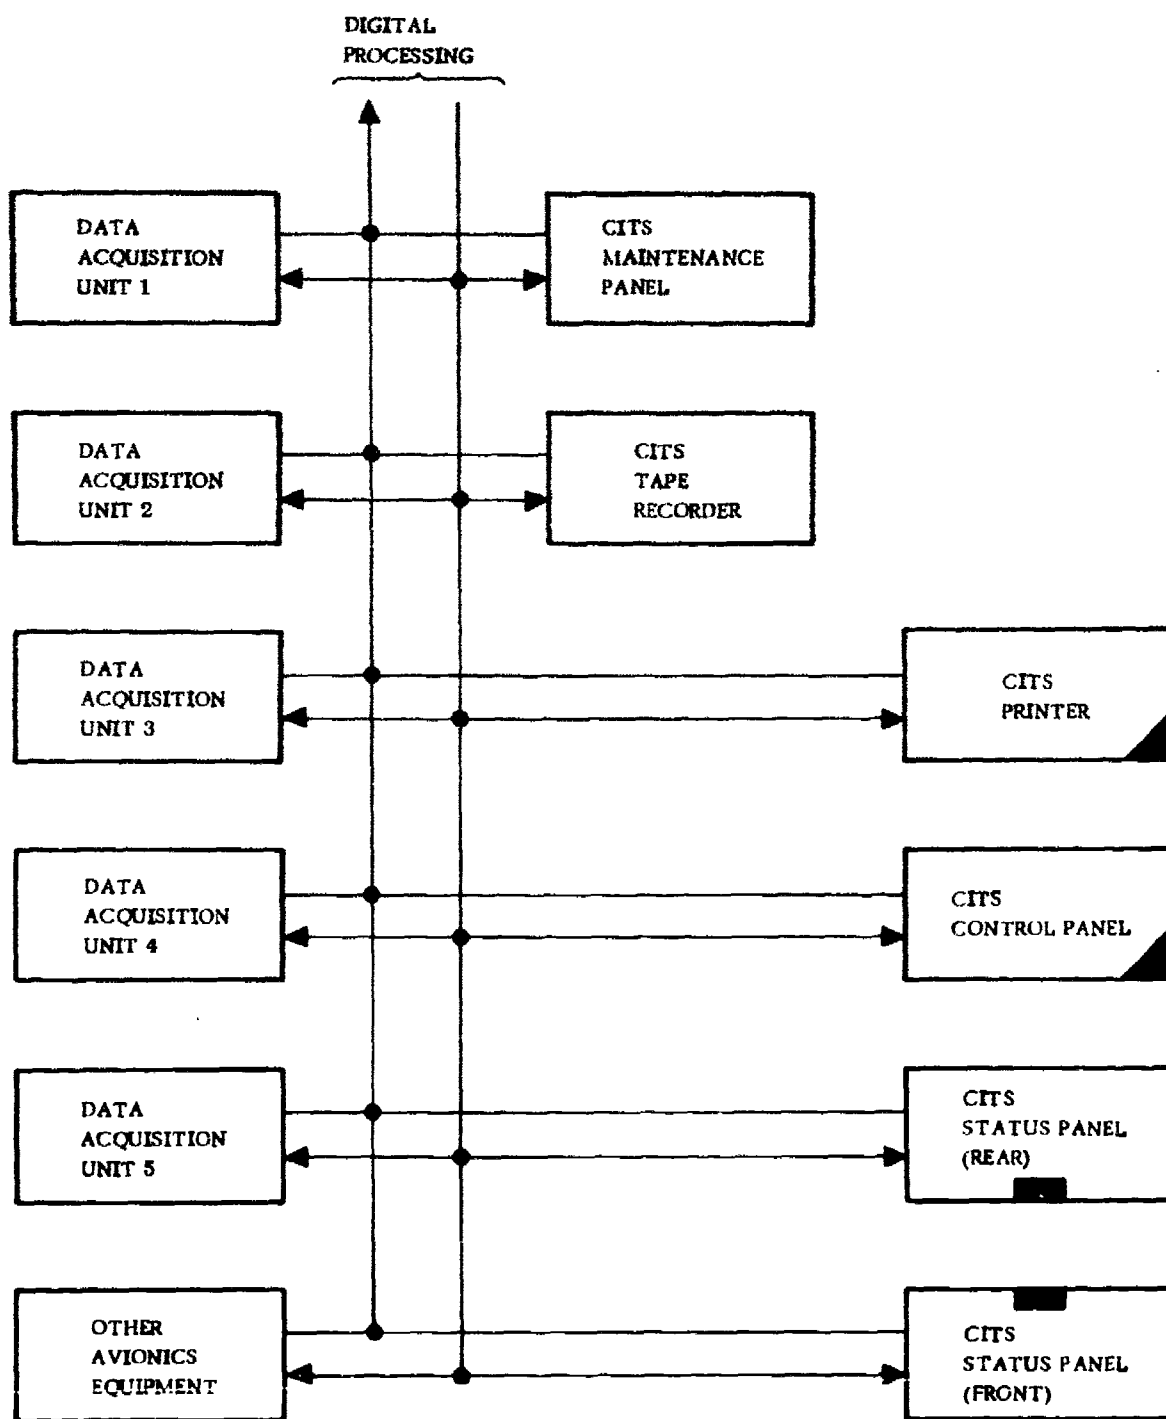 DIGITAL
PROCESSING
DATA
ACQUISITION
UNIT 1
CITS
MAINTENANCE
PANEL
DATA
ACQUISITION
UNIT 2
CITS
TAPE
RECORDER
DATA
ACQUISITION
UNIT 3
CITS
PRINTER
DATA
ACQUISITION
UNIT 4
CITS
CONTROL PANEL
DATA
ACQUISITION
UNIT 5
CITS
STATUS PANEL
(REAR)
OTHER
AVIONICS
EQUIPMENT
CITS
STATUS PANEL
(FRONT)